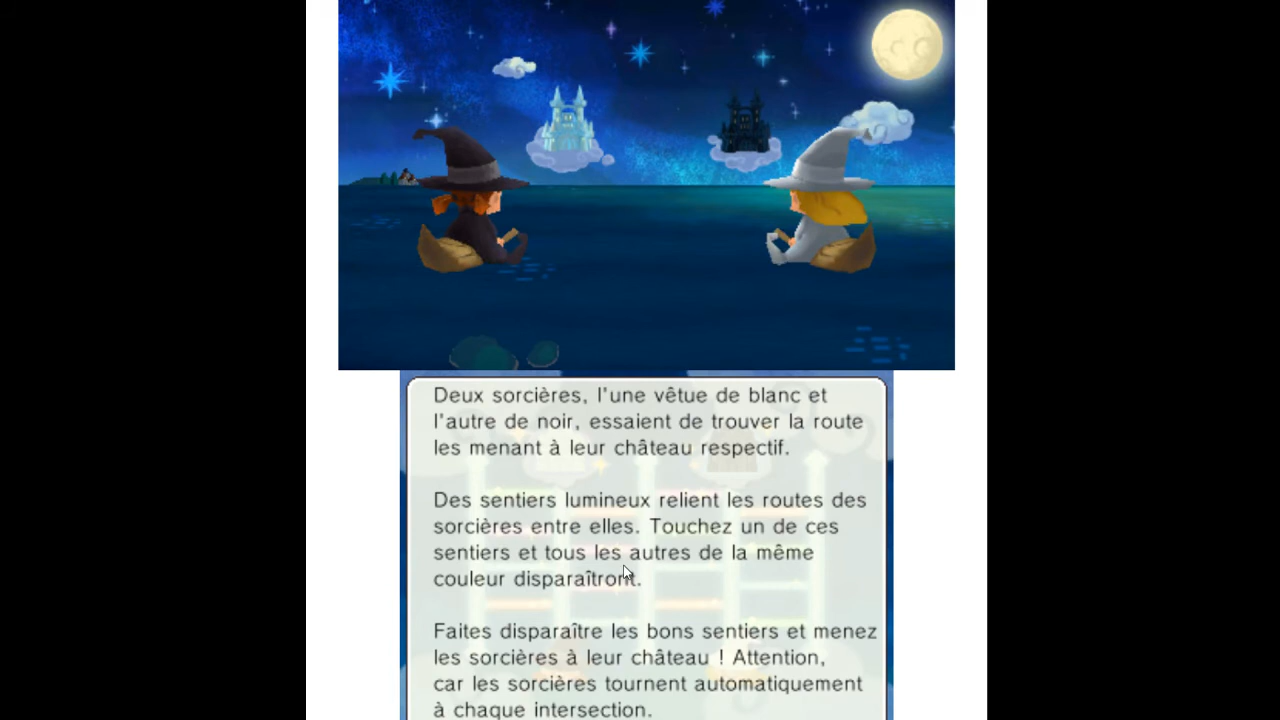 Deux sorcières, l'une vêtue de blanc et
l'autre de noir, essaient de trouver la route
les menant à leur château respectif.
Des sentiers lumineux relient les routes des
sorcières entre elles. Touchez un de ces
sentiers et tous les autres de la même
couleur disparaîtront.
Faites disparaître les bons sentiers et menez
les sorcières à leur château ! Attention,
car les sorcières tournent automatiquement
à chaque intersection.